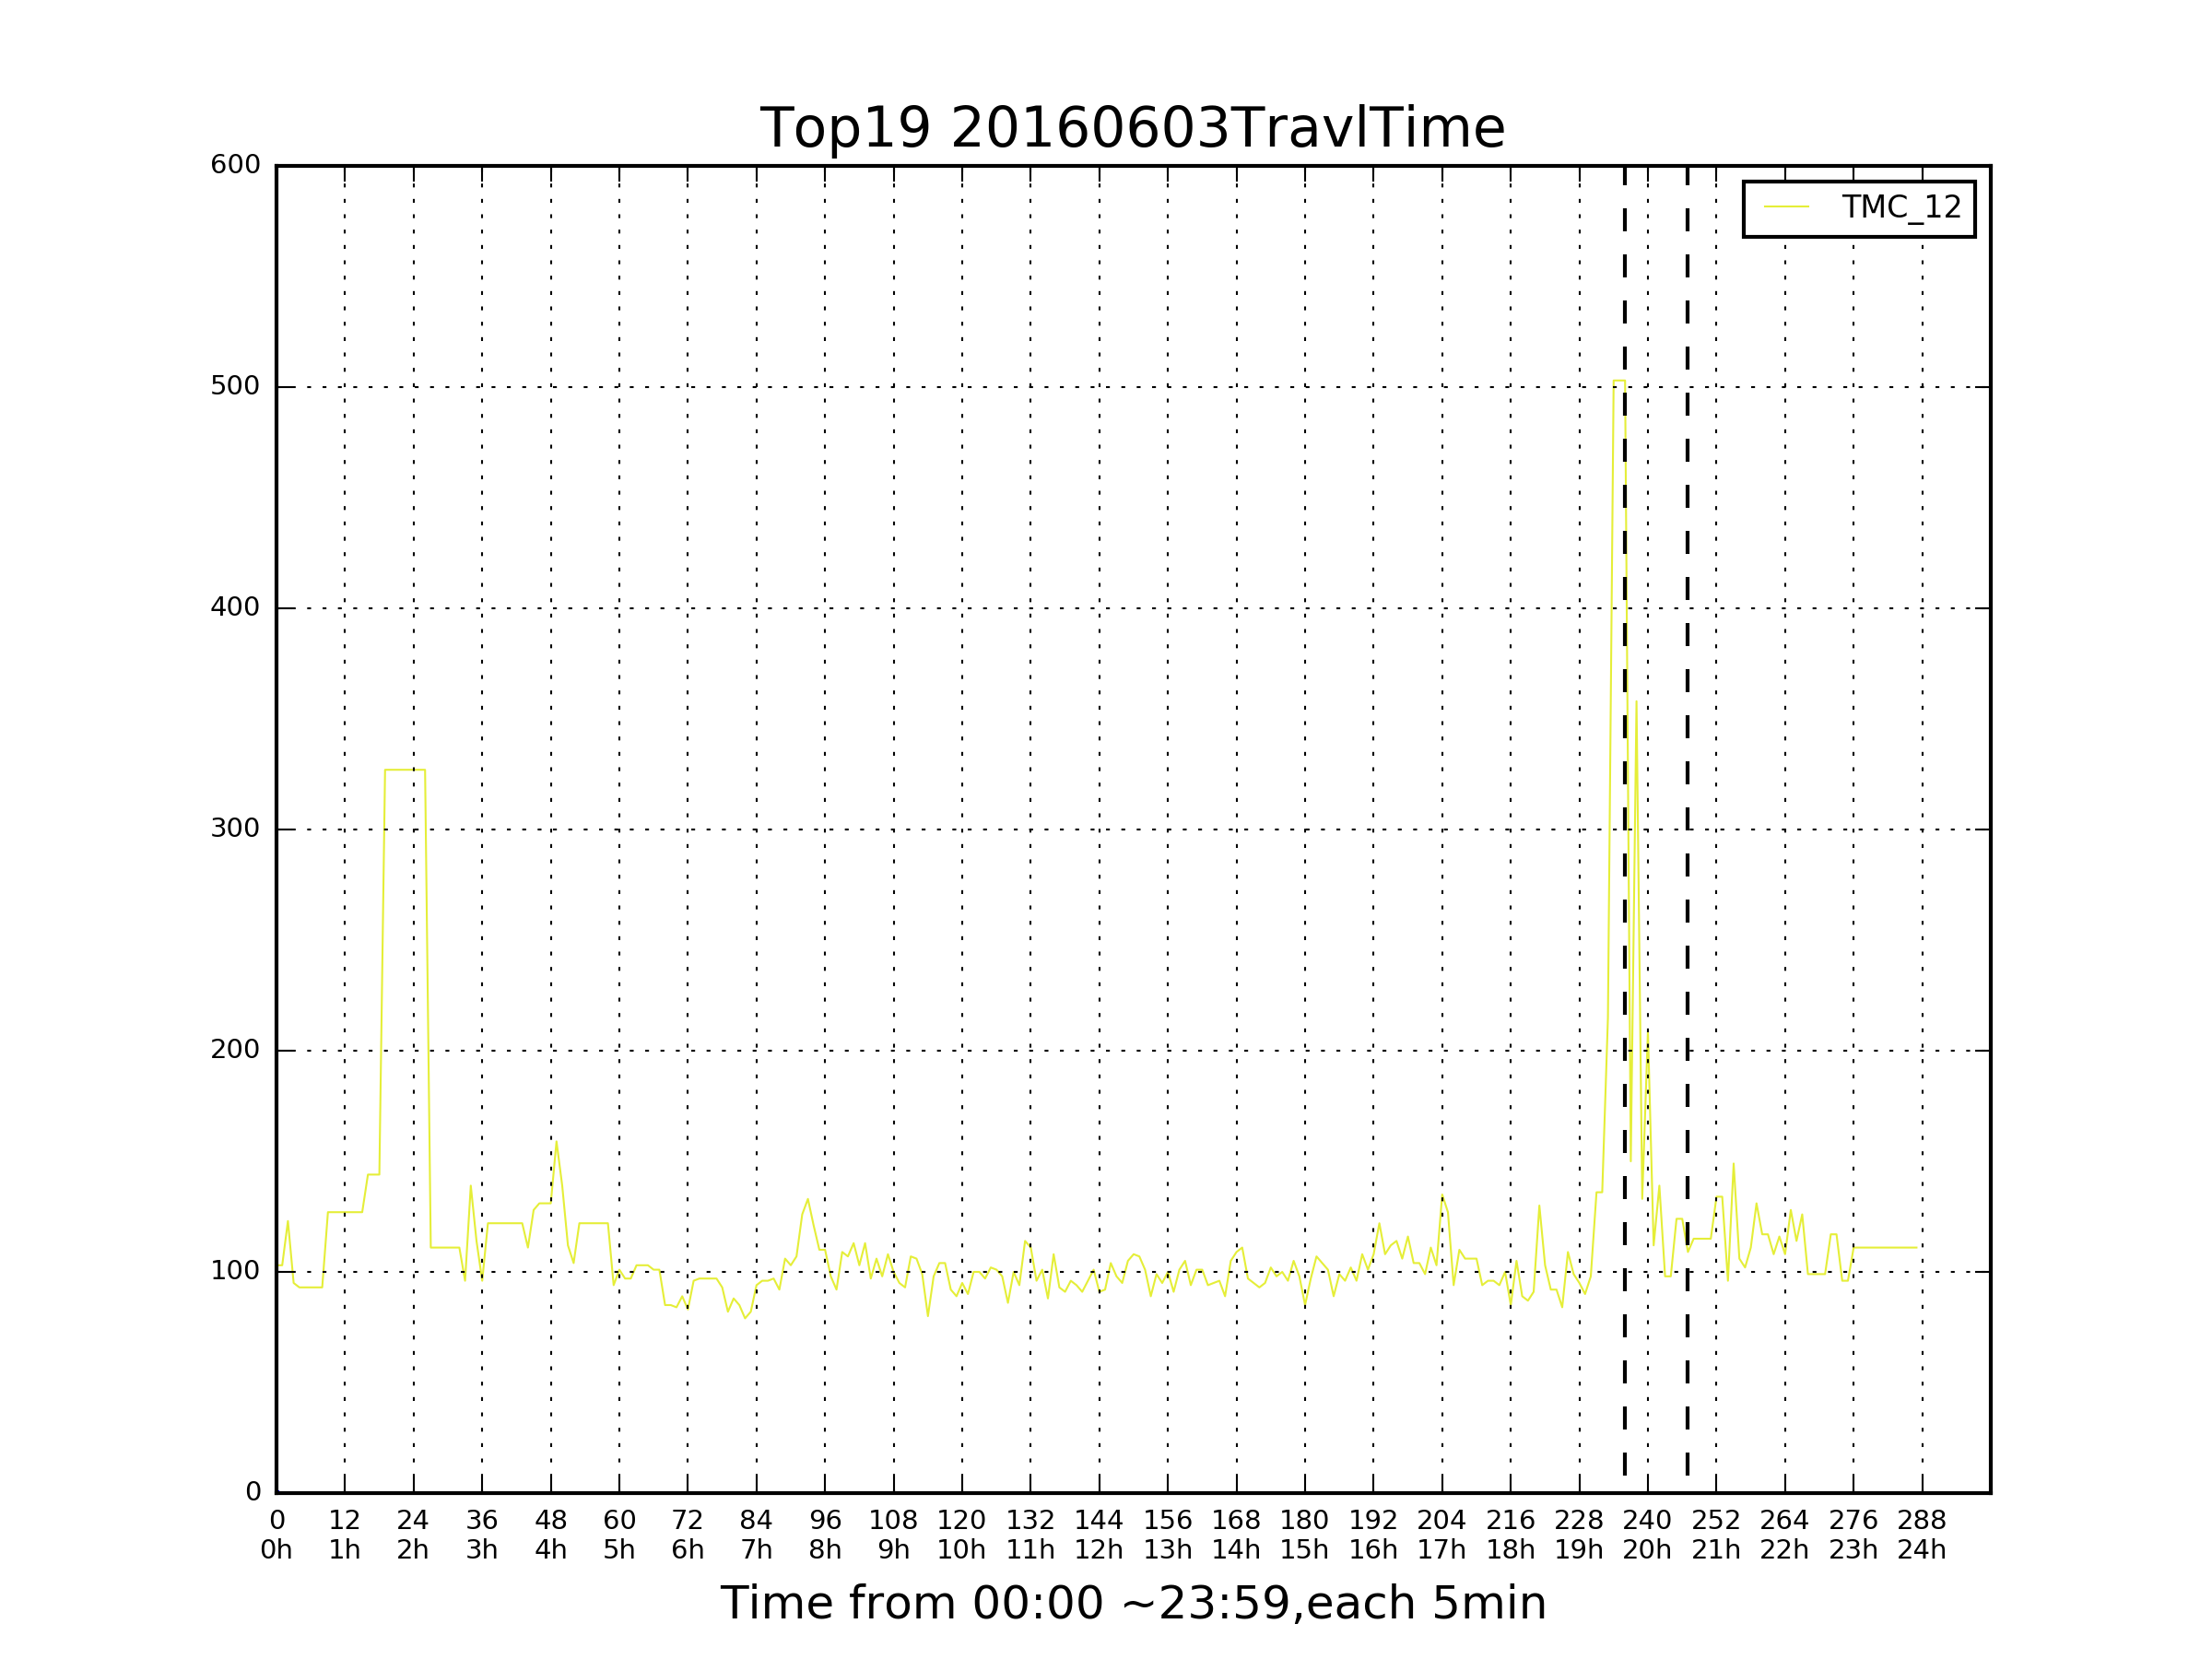 Top19 20160603TravlTime
TMC_12
600
500
400
300
200
100
0
0 12 24 36 48 60 72 84 96 108 120 132 144 156 168 180 192 204 216 228 240 252 264 276 288
0h 1h 2h 3h 4h 5h 6h 7h 8h 9h 10h 11h 12h 13h 14h 15h 16h 17h 18h 19h 20h 21h 22h 23h 24h
Time from 00:00 ~23:59,each 5min